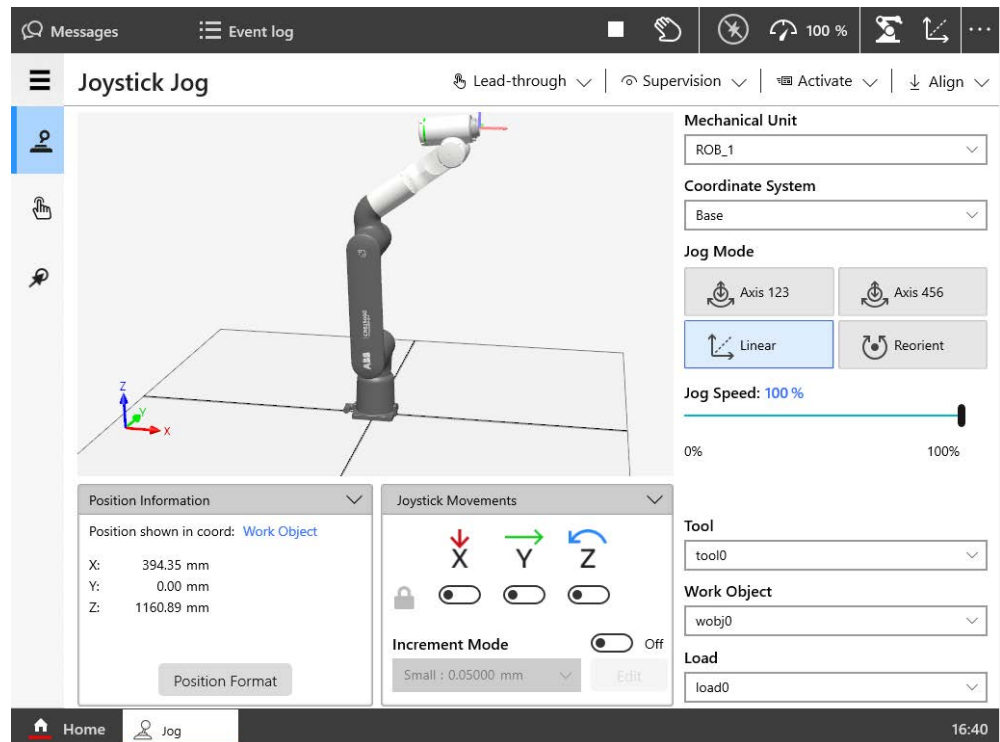 Messages
Event log
100 %
Joystick Jog
Lead-through
Supervision
Activate
Align
Mechanical Unit
ROB_1
Coordinate System
Base
Jog Mode
Axis 123
Axis 456
Linear
Reorient
Jog Speed: 100 %
0%
100%
ABB
Z
Y
X
Position Information
Position shown in coord: Work Object
X: 394.35 mm
Y: 0.00 mm
Z: 1160.89 mm
Position Format
Joystick Movements
X Y Z
Increment Mode
Off
Small : 0.05000 mm
Edit
Tool
tool0
Work Object
wobj0
Load
load0
Home
Jog
16:40